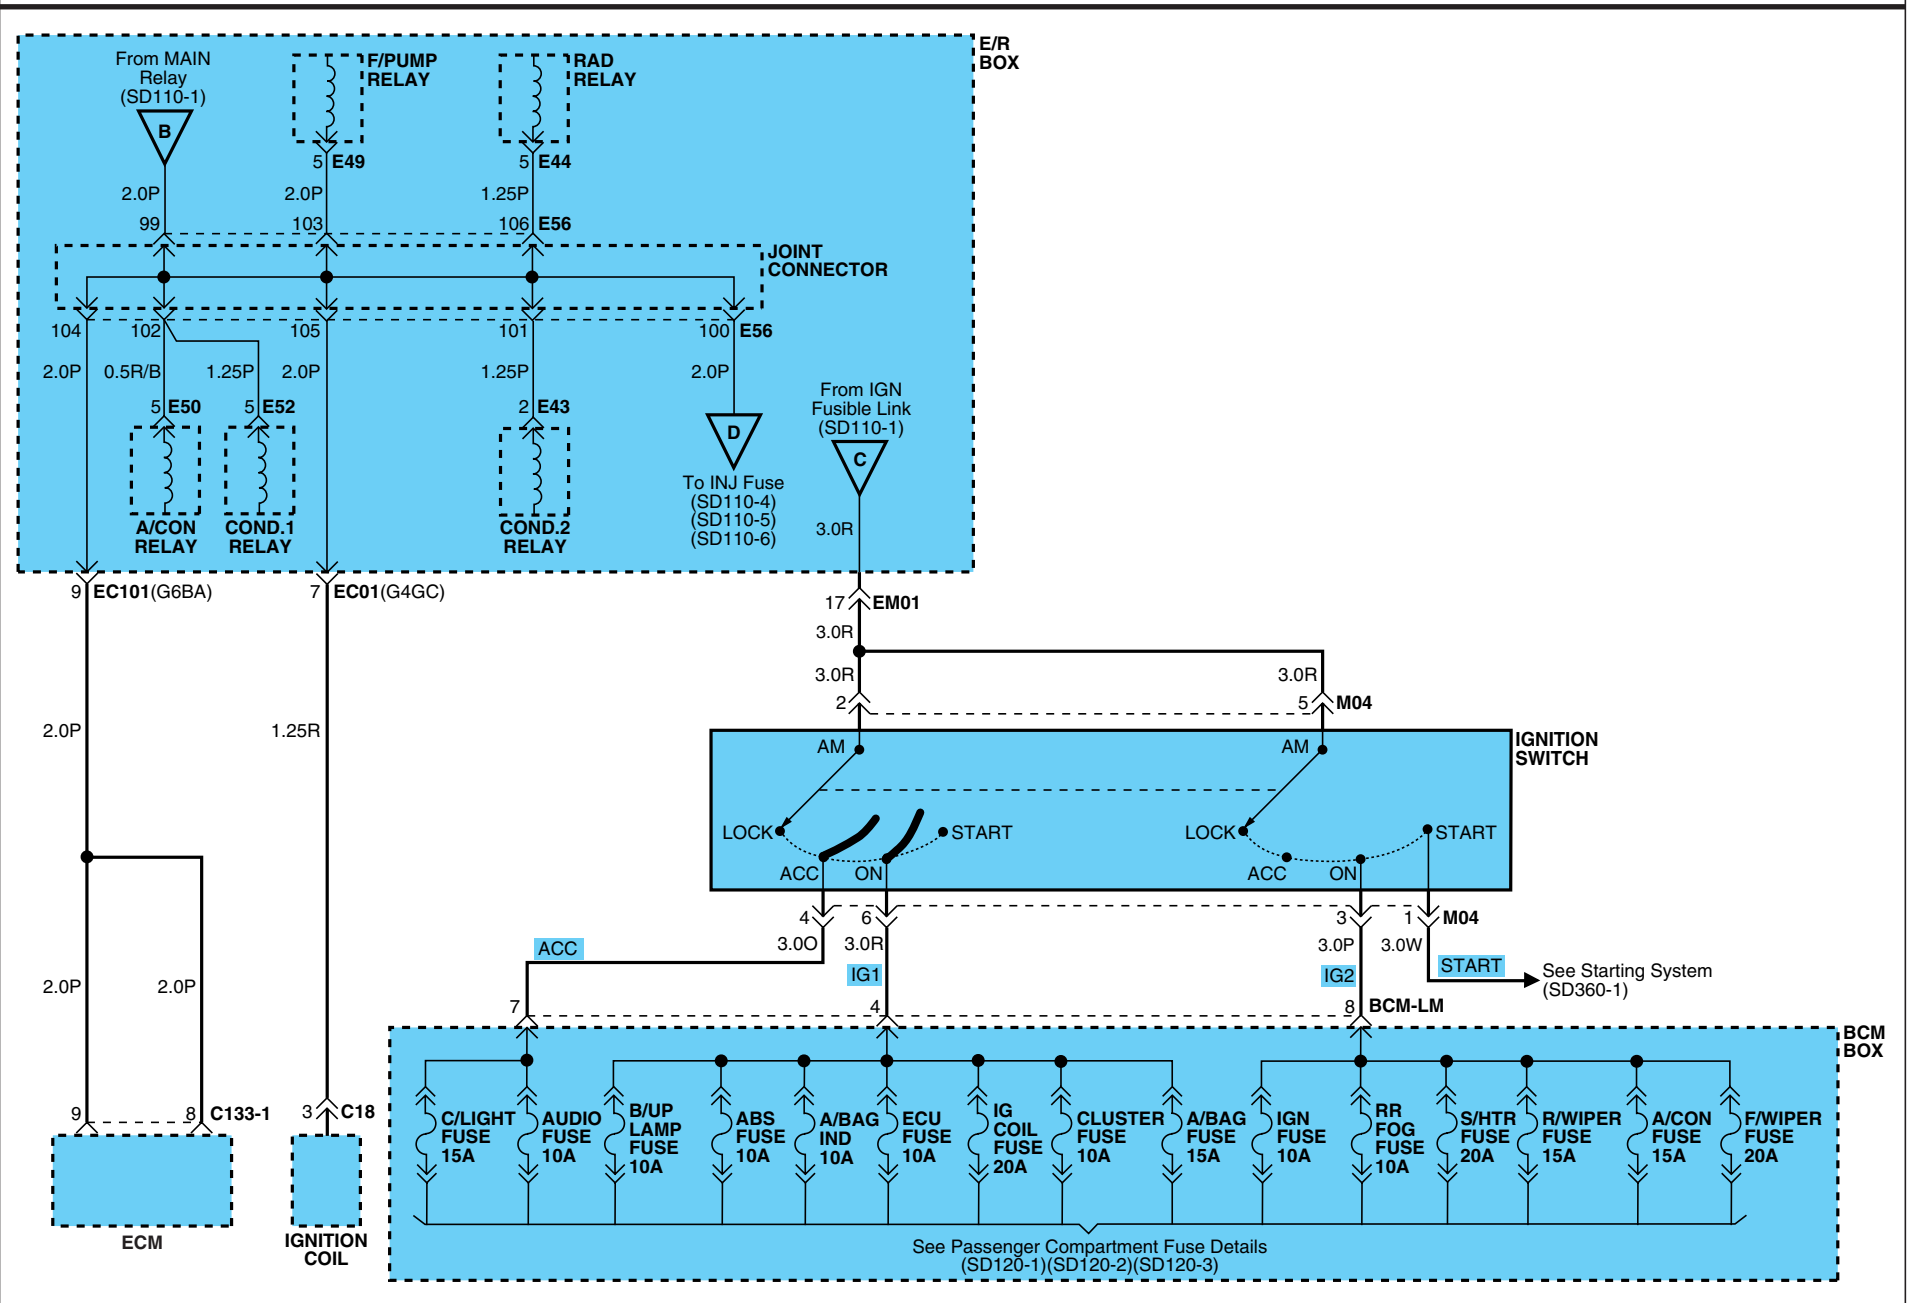 E/R
BOX
From MAIN
Relay
(SD110-1)
B
F/PUMP
RELAY
RAD
RELAY
5 E49
5 E44
2.0P
2.0P
1.25P
99
103
106 E56
JOINT
CONNECTOR
104
102
105
101
100 E56
2.0P
0.5R/B
1.25P
2.0P
1.25P
2.0P
5 E50
5 E52
2 E43
A/CON
RELAY
COND.1
RELAY
COND.2
RELAY
D
To INJ Fuse
(SD110-4)
(SD110-5)
(SD110-6)
From IGN
Fusible Link
(SD110-1)
C
3.0R
9 EC101(G6BA)
7 EC01(G4GC)
17 EM01
3.0R
3.0R
3.0R
2
5 M04
2.0P
1.25R
IGNITION
SWITCH
AM
AM
LOCK
START
LOCK
START
ACC
ON
ACC
ON
4
6
3
1 M04
3.0O
3.0R
3.0P
3.0W
ACC
IG1
IG2
START
See Starting System
(SD360-1)
2.0P
2.0P
7
4
8 BCM-LM
BCM
BOX
9
8 C133-1
3 C18
ECM
IGNITION
COIL
C/LIGHT
FUSE
15A
AUDIO
FUSE
10A
B/UP
LAMP
FUSE
10A
ABS
FUSE
10A
A/BAG
IND
10A
ECU
FUSE
10A
IG
COIL
FUSE
20A
CLUSTER
FUSE
10A
A/BAG
FUSE
15A
IGN
FUSE
10A
RR
FOG
FUSE
10A
S/HTR
FUSE
20A
R/WIPER
FUSE
15A
A/CON
FUSE
15A
F/WIPER
FUSE
20A
See Passenger Compartment Fuse Details
(SD120-1)(SD120-2)(SD120-3)